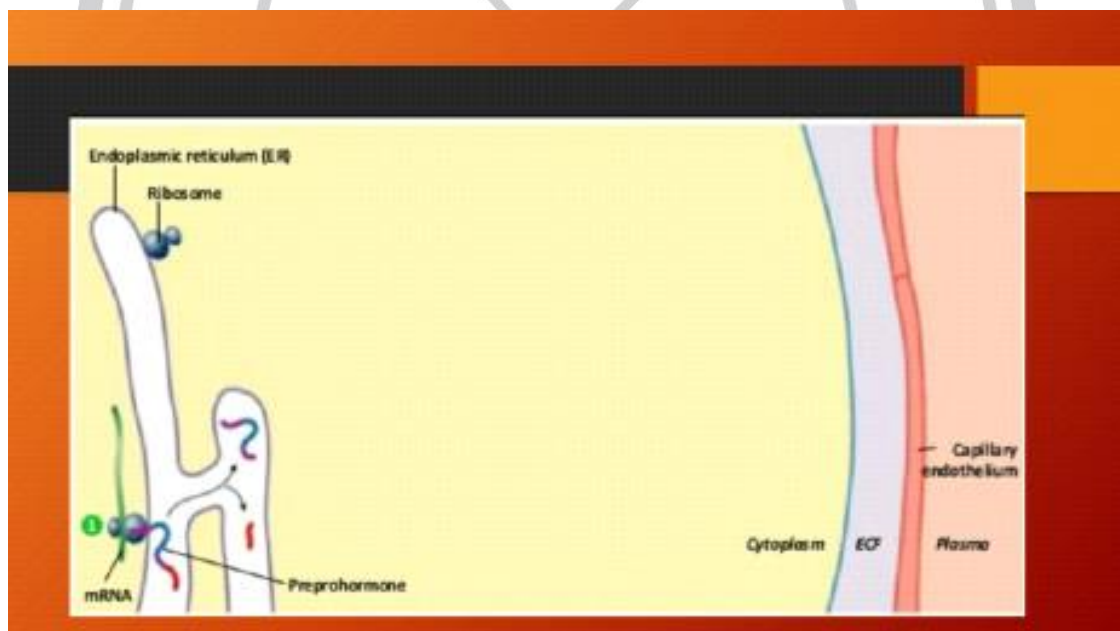 Endoplasmic reticulum (ER)
Ribosome
Capillary
endothelium
1
Cytoplasm ECF Plasma
Preprohormone
mRNA